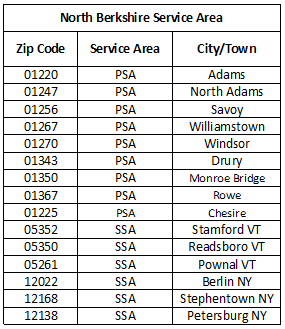 North Berkshire Service Area
Zip Code Service Area City/Town
01220 PSA Adams
01247 PSA North Adams
01256 PSA Savoy
01267 PSA Williamstown
01270 PSA Windsor
01343 PSA Drury
01350 PSA Monroe Bridge
01367 PSA Rowe
01225 PSA Chesire
05352 SSA Stamford VT
05350 SSA Readsboro VT
05261 SSA Pownal VT
12022 SSA Berlin NY
12168 SSA Stephentown NY
12138 SSA Petersburg NY